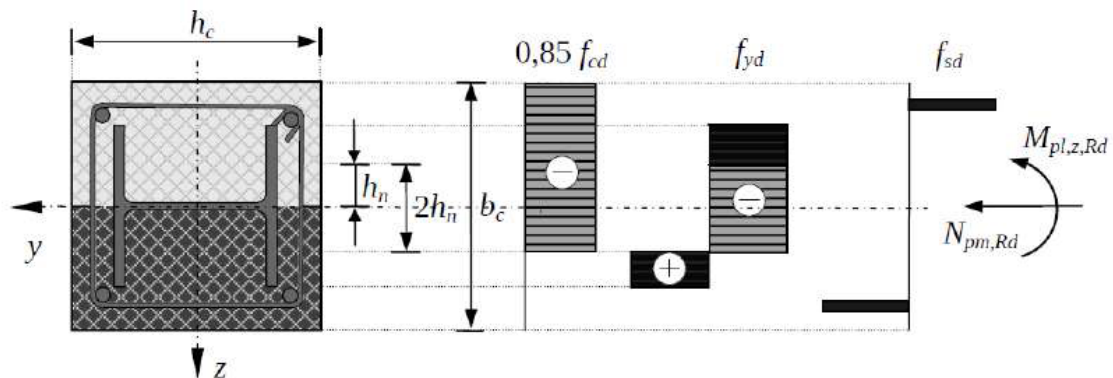 h_c
0,85 f_cd
f_yd
f_sd
h_n
2h_n
b_c
M_pl,z,Rd
N_pm,Rd
y
z
−
−
+